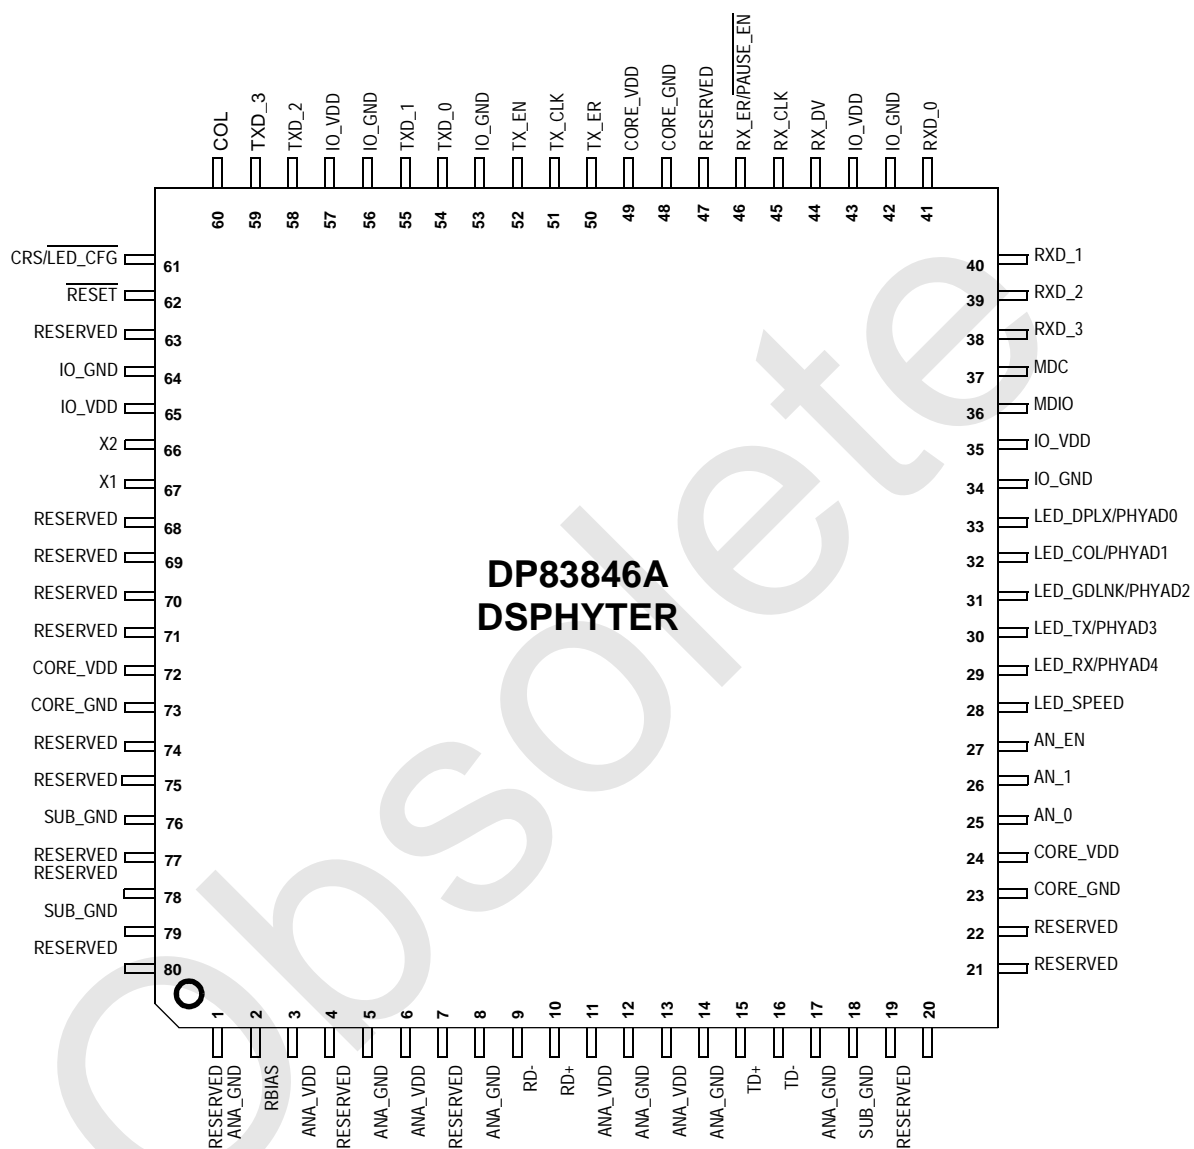 COL
TXD_3
TXD_2
IO_VDD
IO_GND
TXD_1
TXD_0
IO_GND
TX_EN
TX_CLK
TX_ER
CORE_VDD
CORE_GND
RESERVED
RX_ER/PAUSE_EN
RX_CLK
RX_DV
IO_VDD
IO_GND
RXD_0
60
59
58
57
56
55
54
53
52
51
50
49
48
47
46
45
44
43
42
41
CRS/LED_CFG 61
RESET 62
RESERVED 63
IO_GND 64
IO_VDD 65
X2 66
X1 67
RESERVED 68
RESERVED 69
RESERVED 70
RESERVED 71
CORE_VDD 72
CORE_GND 73
RESERVED 74
RESERVED 75
SUB_GND 76
RESERVED 77
RESERVED
78
SUB_GND
79
RESERVED
80
DP83846A
DSPHYTER
Obsolete
40 RXD_1
39 RXD_2
38 RXD_3
37 MDC
36 MDIO
35 IO_VDD
34 IO_GND
33 LED_DPLX/PHYAD0
32 LED_COL/PHYAD1
31 LED_GDLNK/PHYAD2
30 LED_TX/PHYAD3
29 LED_RX/PHYAD4
28 LED_SPEED
27 AN_EN
26 AN_1
25 AN_0
24 CORE_VDD
23 CORE_GND
22 RESERVED
21 RESERVED
1
2
3
4
5
6
7
8
9
10
11
12
13
14
15
16
17
18
19
20
RESERVED
ANA_GND
RBIAS
ANA_VDD
RESERVED
ANA_GND
ANA_VDD
RESERVED
ANA_GND
RD-
RD+
ANA_VDD
ANA_GND
ANA_VDD
ANA_GND
TD+
TD-
ANA_GND
SUB_GND
RESERVED